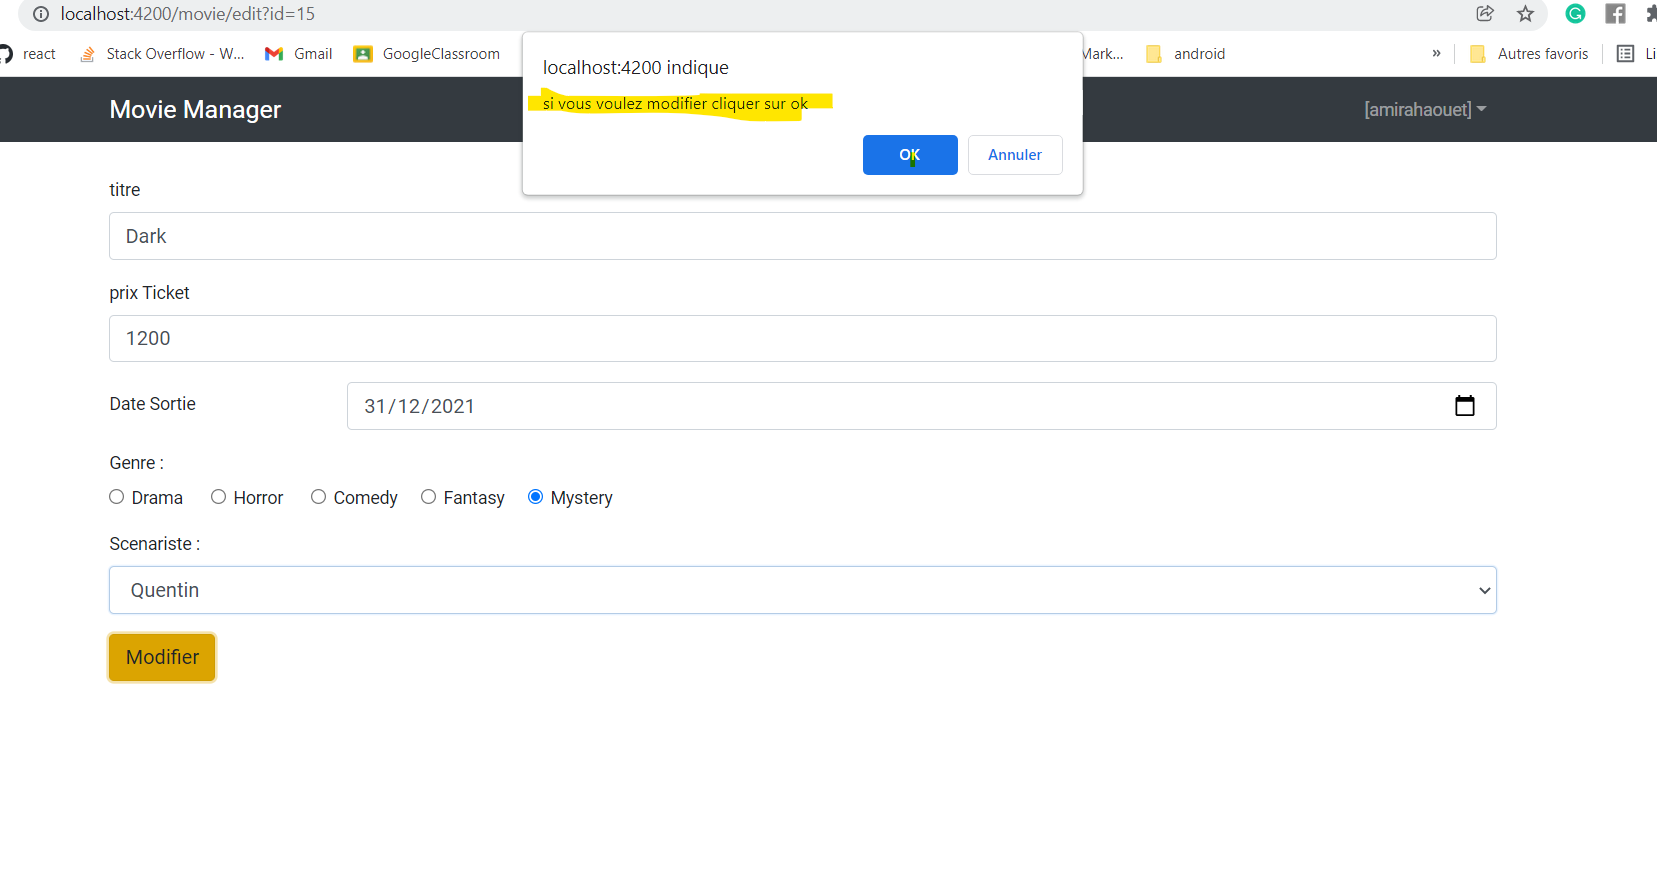 localhost:4200/movie/edit?id=15
react Stack Overflow - W... Gmail GoogleClassroom Mark... android » Autres favoris Li
localhost:4200 indique
si vous voulez modifier cliquer sur ok
OK Annuler
Movie Manager [amirahaouet]
titre
Dark
prix Ticket
1200
Date Sortie 31/12/2021
Genre :
Drama Horror Comedy Fantasy Mystery
Scenariste :
Quentin
Modifier